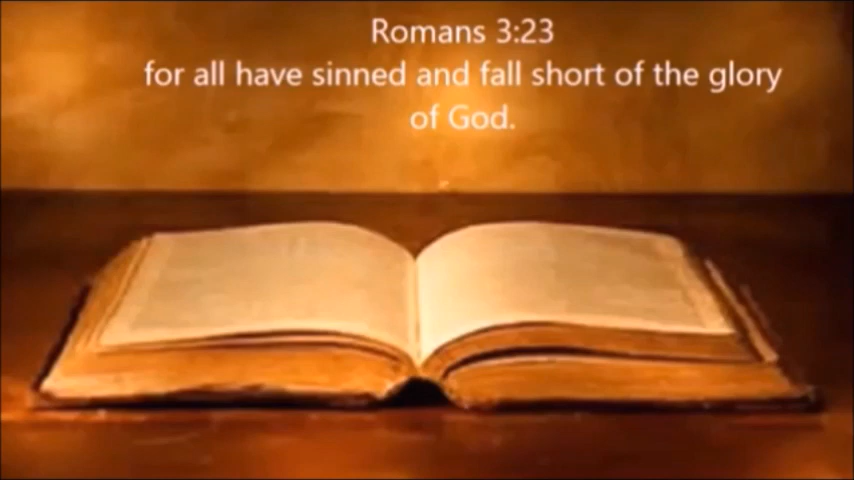 Romans 3:23
for all have sinned and fall short of the glory
of God.